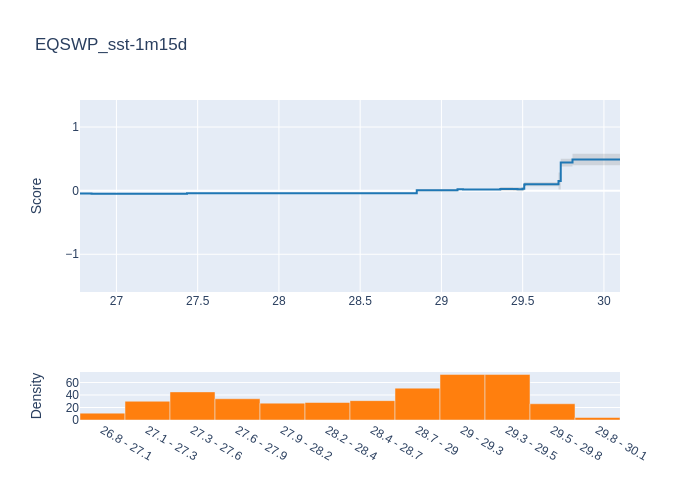 EQSWP_sst-1m15d
Score
1
0
−1
27 27.5 28 28.5 29 29.5 30
Density
60
40
20
0
26.8 - 27.1
27.1 - 27.3
27.3 - 27.6
27.6 - 27.9
27.9 - 28.2
28.2 - 28.4
28.4 - 28.7
28.7 - 29
29 - 29.3
29.3 - 29.5
29.5 - 29.8
29.8 - 30.1